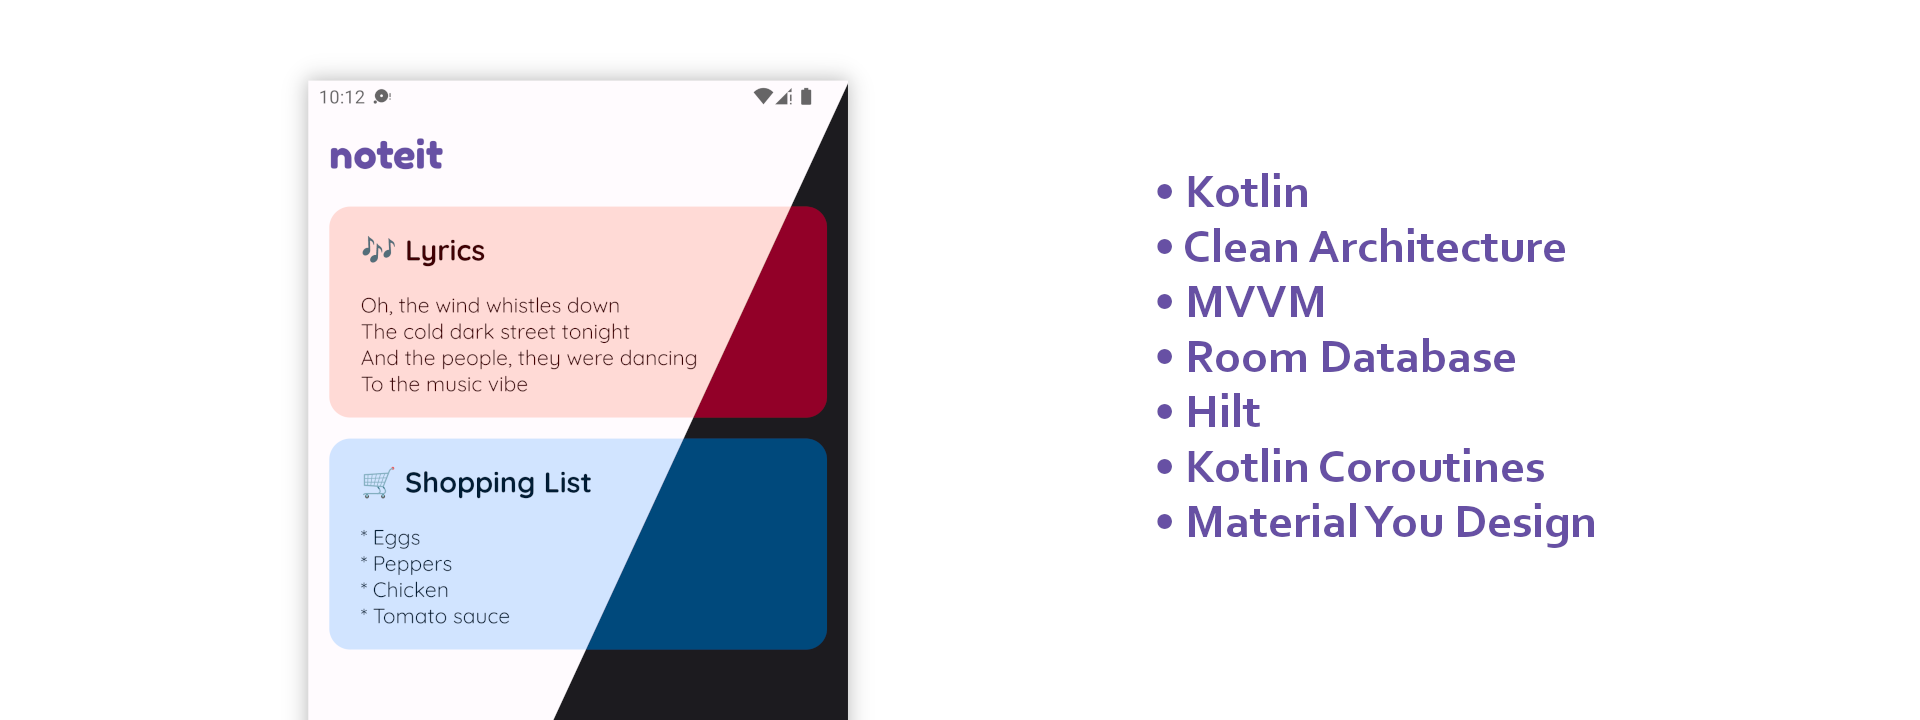 10:12
noteit
🎶 Lyrics
Oh, the wind whistles down
The cold dark street tonight
And the people, they were dancing
To the music vibe
🛒 Shopping List
* Eggs
* Peppers
* Chicken
* Tomato sauce
• Kotlin
• Clean Architecture
• MVVM
• Room Database
• Hilt
• Kotlin Coroutines
• Material You Design